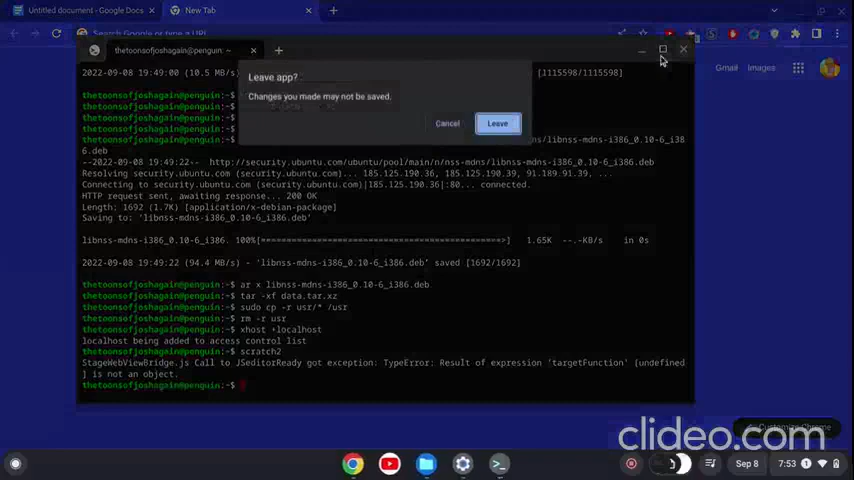 Untitled document - Google Docs
New Tab
Search Google or type a URL
thetoonsofjoshagain@penguin: ~
Gmail
Images
2022-09-08 19:49:00 (10.5 MB/s)
[1115598/1115598]
Leave app?
Changes you made may not be saved.
Cancel
Leave
thetoonsofjoshagain@penguin:~$
thetoonsofjoshagain@penguin:~$
thetoonsofjoshagain@penguin:~$
thetoonsofjoshagain@penguin:~$
thetoonsofjoshagain@penguin:~$
ns/libnss-mdns-i386_0.10-6_i38
6.deb
--2022-09-08 19:49:22-- http://security.ubuntu.com/ubuntu/pool/main/n/nss-mdns/libnss-mdns-i386_0.10-6_i386.deb
Resolving security.ubuntu.com (security.ubuntu.com)... 185.125.190.36, 185.125.190.39, 91.189.91.39, ...
Connecting to security.ubuntu.com (security.ubuntu.com)|185.125.190.36|:80... connected.
HTTP request sent, awaiting response... 200 OK
Length: 1692 (1.7K) [application/x-debian-package]
Saving to: ‘libnss-mdns-i386_0.10-6_i386.deb’
libnss-mdns-i386_0.10-6_i386. 100%[==================================================>] 1.65K --.-KB/s in 0s
2022-09-08 19:49:22 (94.4 MB/s) - ‘libnss-mdns-i386_0.10-6_i386.deb’ saved [1692/1692]
thetoonsofjoshagain@penguin:~$ ar x libnss-mdns-i386_0.10-6_i386.deb
thetoonsofjoshagain@penguin:~$ tar -xf data.tar.xz
thetoonsofjoshagain@penguin:~$ sudo cp -r usr/* /usr
thetoonsofjoshagain@penguin:~$ rm -r usr
thetoonsofjoshagain@penguin:~$ xhost +localhost
localhost being added to access control list
thetoonsofjoshagain@penguin:~$ scratch2
StageWebViewBridge.js Call to JSeditorReady got exception: TypeError: Result of expression 'targetFunction' [undefined
] is not an object.
thetoonsofjoshagain@penguin:~$
Customize Chrome
clideo.com
Sep 8
1
7:53